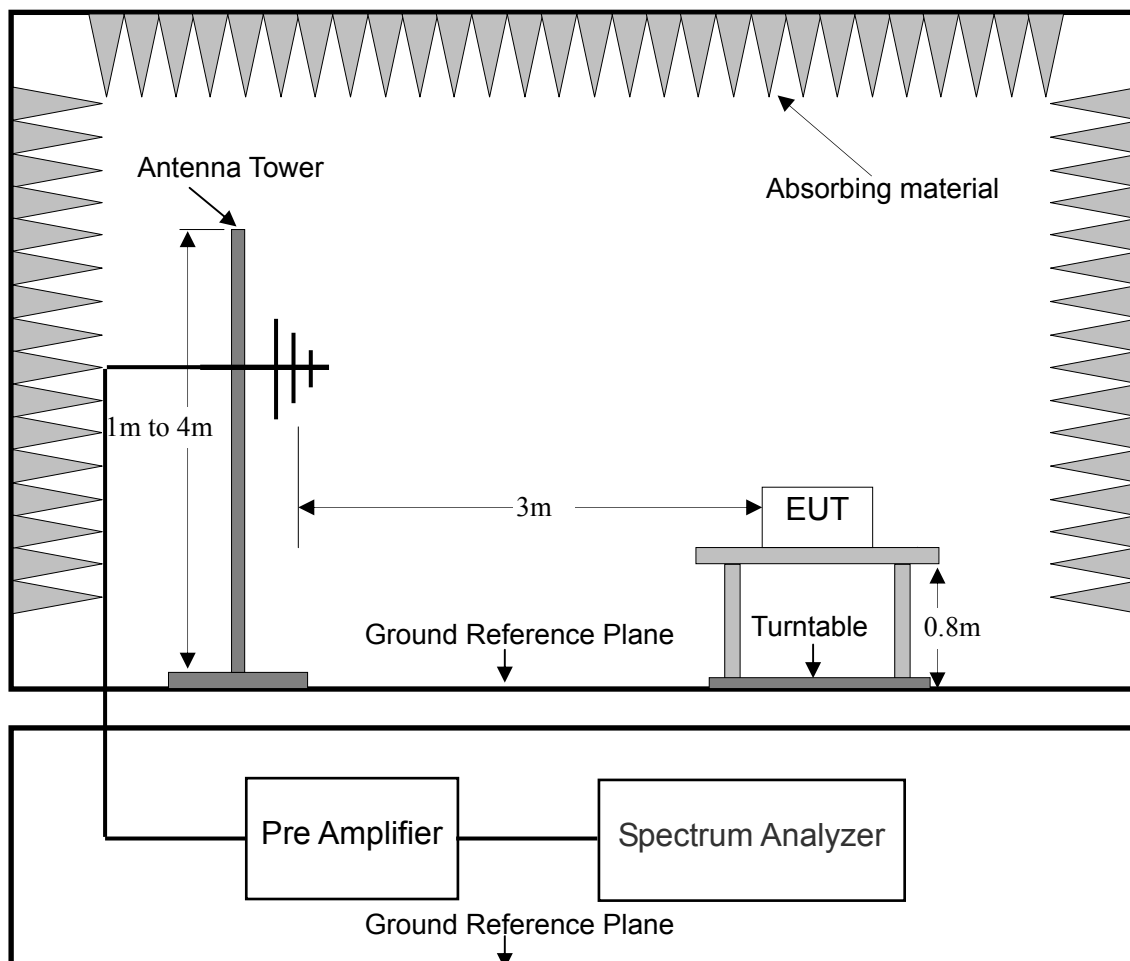 Antenna Tower
Absorbing material
1m to 4m
3m
EUT
Ground Reference Plane
Turntable
0.8m
Pre Amplifier
Spectrum Analyzer
Ground Reference Plane